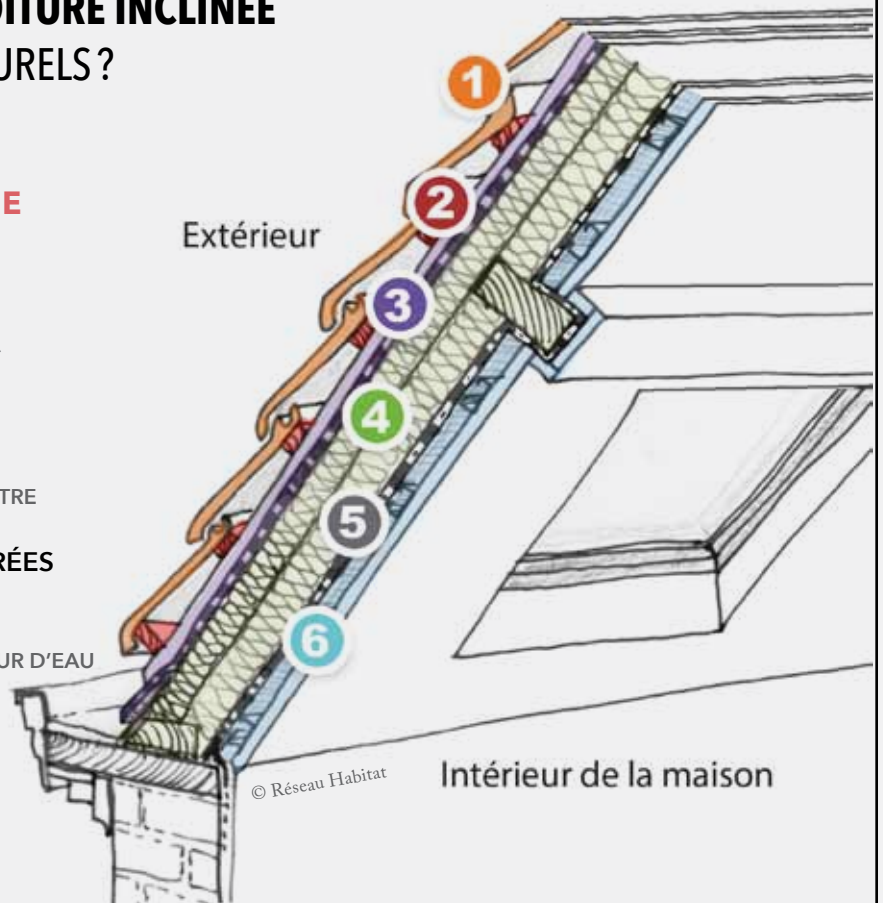 OITURE INCLINÉE
URELS ?
1
E
2
Extérieur
3
4
TRE
5
RÉES
6
UR D'EAU
© Réseau Habitat
Intérieur de la maison